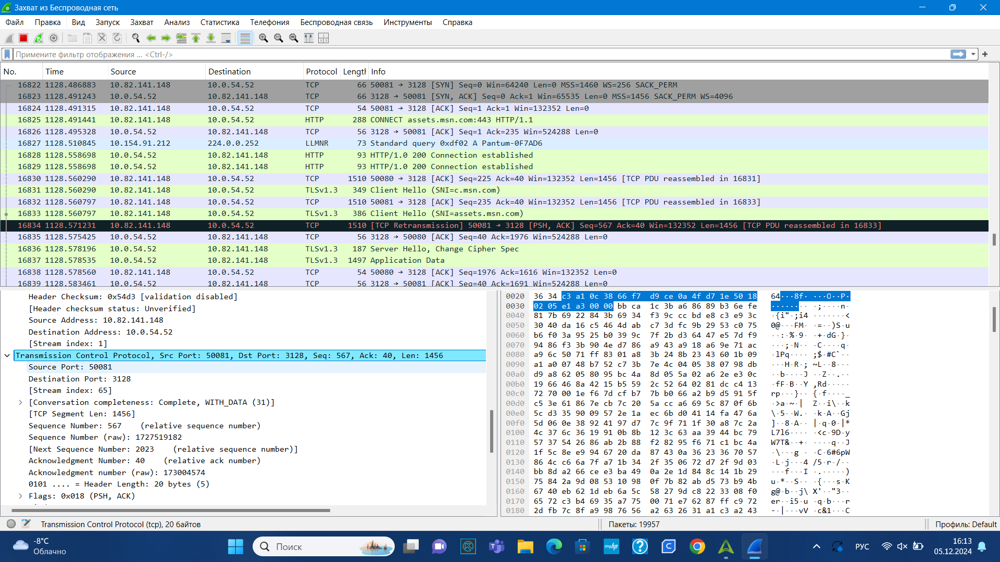 Захват из Беспроводная сеть
Файл Правка Вид Запуск Захват Анализ Статистика Телефония Беспроводная связь Инструменты Справка
Примените фильтр отображения ... <Ctrl-/>
No. Time Source Destination Protocol Length Info
16822 1128.486883 10.82.141.148 10.0.54.52 TCP 66 50081 → 3128 [SYN] Seq=0 Win=64240 Len=0 MSS=1460 WS=256 SACK_PERM
16823 1128.491243 10.0.54.52 10.82.141.148 TCP 66 3128 → 50081 [SYN, ACK] Seq=0 Ack=1 Win=65535 Len=0 MSS=1456 SACK_PERM WS=4096
16824 1128.491315 10.82.141.148 10.0.54.52 TCP 54 50081 → 3128 [ACK] Seq=1 Ack=1 Win=132352 Len=0
16825 1128.491441 10.82.141.148 10.0.54.52 HTTP 288 CONNECT assets.msn.com:443 HTTP/1.1
16826 1128.495328 10.0.54.52 10.82.141.148 TCP 56 3128 → 50081 [ACK] Seq=1 Ack=235 Win=524288 Len=0
16827 1128.510845 10.154.91.212 224.0.0.252 LLMNR 73 Standard query 0xdf02 A Pantum-0F7AD6
16828 1128.558698 10.0.54.52 10.82.141.148 HTTP 93 HTTP/1.0 200 Connection established
16829 1128.558698 10.0.54.52 10.82.141.148 HTTP 93 HTTP/1.0 200 Connection established
16830 1128.560290 10.82.141.148 10.0.54.52 TCP 1510 50080 → 3128 [ACK] Seq=225 Ack=40 Win=132352 Len=1456 [TCP PDU reassembled in 16831]
16831 1128.560290 10.82.141.148 10.0.54.52 TLSv1.3 349 Client Hello (SNI=c.msn.com)
16832 1128.560797 10.82.141.148 10.0.54.52 TCP 1510 50081 → 3128 [ACK] Seq=235 Ack=40 Win=132352 Len=1456 [TCP PDU reassembled in 16833]
16833 1128.560797 10.82.141.148 10.0.54.52 TLSv1.3 386 Client Hello (SNI=assets.msn.com)
16834 1128.571231 10.82.141.148 10.0.54.52 TCP 1510 [TCP Retransmission] 50081 → 3128 [PSH, ACK] Seq=567 Ack=40 Win=132352 Len=1456 [TCP PDU reassembled in 16833]
16835 1128.575425 10.0.54.52 10.82.141.148 TCP 56 3128 → 50080 [ACK] Seq=40 Ack=1976 Win=524288 Len=0
16836 1128.578196 10.0.54.52 10.82.141.148 TLSv1.3 187 Server Hello, Change Cipher Spec
16837 1128.578535 10.0.54.52 10.82.141.148 TLSv1.3 1497 Application Data
16838 1128.578560 10.82.141.148 10.0.54.52 TCP 54 50080 → 3128 [ACK] Seq=1976 Ack=1616 Win=132352 Len=0
16839 1128.583461 10.0.54.52 10.82.141.148 TCP 56 3128 → 50081 [ACK] Seq=40 Ack=1691 Win=524288 Len=0
Header Checksum: 0x54d3 [validation disabled]
[Header checksum status: Unverified]
Source Address: 10.82.141.148
Destination Address: 10.0.54.52
[Stream index: 1]
Transmission Control Protocol, Src Port: 50081, Dst Port: 3128, Seq: 567, Ack: 40, Len: 1456
Source Port: 50081
Destination Port: 3128
[Stream index: 65]
[Conversation completeness: Complete, WITH_DATA (31)]
[TCP Segment Len: 1456]
Sequence Number: 567 (relative sequence number)
Sequence Number (raw): 1727519182
[Next Sequence Number: 2023 (relative sequence number)]
Acknowledgment Number: 40 (relative ack number)
Acknowledgment number (raw): 173004574
0101 .... = Header Length: 20 bytes (5)
Flags: 0x018 (PSH, ACK)
0020 36 34 c3 a1 0c 38 66 f7 d9 ce 0a 4f d7 1e 50 18 64···8f· ···O··P·
0030 02 05 e1 a3 00 00 bb ca 1c 3b a6 86 89 b3 6e fe ········ ·;····n·
0040 81 7b 69 22 84 3b 69 34 f3 9c cc bd e8 c3 e9 3c ·{i"·;i4 ·······<
0050 30 40 da 16 c5 46 4d ab c7 3d fc 9b 29 53 c0 75 0@···FM· ·=··)S·u
0060 b6 f0 3a 95 25 b0 39 9c 7f 2b d3 64 47 e5 7d f9 ··:·%·9· ·+·dG·}·
0070 94 86 f3 3b 90 4e d7 86 a9 43 a9 18 a6 9e 71 ac ···;·N·· ·C····q·
0080 a9 6c 50 71 ff 83 01 a8 3b 24 8b 23 43 60 1b 09 ·lPq···· ;$·#C`··
0090 a1 a0 07 48 b7 52 c7 3b 7e 4c 04 05 38 07 98 db ···H·R·; ~L··8···
00a0 d9 a8 62 05 80 95 bc 4a 8d 05 5a 02 a6 2e e3 0c ··b····J ··Z··.··
00b0 19 66 46 8a 42 15 b5 59 2c 52 64 02 81 dc c4 13 ·fF·B··Y ,Rd·····
00c0 72 70 00 1e f6 7d cf b7 7b b0 66 a2 b9 d5 91 5f rp···}·· {·f····_
00d0 c5 3e 61 86 7e cb 7c 20 5a cc a6 69 5c 87 0f 6b ·>a·~·| Z··i\··k
00e0 5c d3 35 90 09 57 2e 1a ec 6b d0 41 14 fa 47 6a \·5··W.· ·k·A··Gj
00f0 5d 06 0e 38 92 41 97 d7 7c 9f 71 1f 30 a8 7c 2a ]··8·A·· |·q·0·|*
0100 4c 37 6c 36 19 91 0b 8b 12 3c 63 aa 39 44 bc 79 L7l6···· ·<c·9D·y
0110 57 37 54 26 86 ab 2b 88 f2 82 95 f6 71 c1 bc 4a W7T&··+· ····q··J
0120 1f 5c 8e e9 94 67 20 da 87 43 0a 36 23 36 70 57 ·\···g · ·C·6#6pW
0130 86 4c c6 6a 7f a7 1b 34 2f 35 06 72 d7 2f 9d 03 ·L·j···4 /5·r·/··
0140 bb 8d a2 66 ce e3 ba 49 0a 2e 1d 84 8c 14 1b 29 ···f···I ·.·····)
0150 75 84 2a 9d 08 53 10 98 0f 7b 82 ab d5 73 b9 4b u·*··S·· ·{···s·K
0160 67 40 eb 62 1d eb 6a 5c 58 27 9d c8 22 33 08 f0 g@·b··j\ X'··"3··
0170 65 72 c3 b4 69 35 a7 75 00 71 e7 62 87 ff c9 72 er··i5·u ·q·b···r
0180 2d fb 7c 8f a9 98 76 56 a2 63 26 31 a1 c3 a2 43 -·|···vV ·c&1···C
Transmission Control Protocol (tcp), 20 байтов
Пакеты: 19957
Профиль: Default
-8°C
Облачно
Поиск
myhp
РУС
16:13
05.12.2024